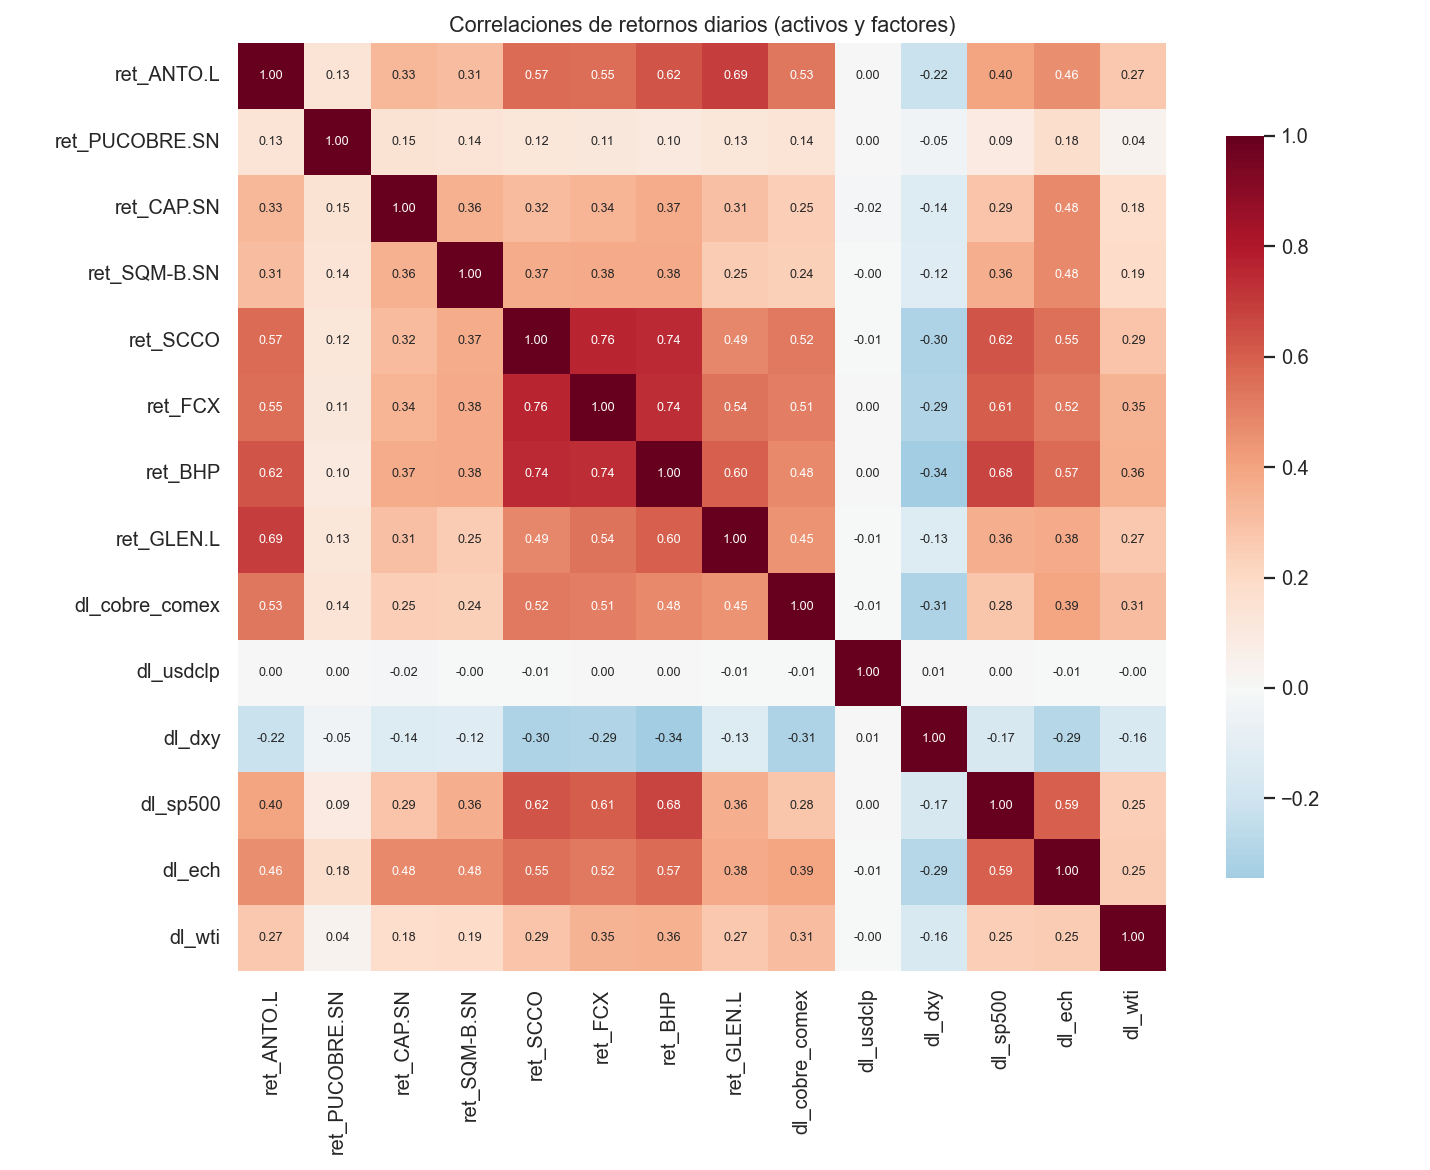 Correlaciones de retornos diarios (activos y factores)
ret_ANTO.L 1.00 0.13 0.33 0.31 0.57 0.55 0.62 0.69 0.53 0.00 -0.22 0.40 0.46 0.27
ret_PUCOBRE.SN 0.13 1.00 0.15 0.14 0.12 0.11 0.10 0.13 0.14 0.00 -0.05 0.09 0.18 0.04
ret_CAP.SN 0.33 0.15 1.00 0.36 0.32 0.34 0.37 0.31 0.25 -0.02 -0.14 0.29 0.48 0.18
ret_SQM-B.SN 0.31 0.14 0.36 1.00 0.37 0.38 0.38 0.25 0.24 -0.00 -0.12 0.36 0.48 0.19
ret_SCCO 0.57 0.12 0.32 0.37 1.00 0.76 0.74 0.49 0.52 -0.01 -0.30 0.62 0.55 0.29
ret_FCX 0.55 0.11 0.34 0.38 0.76 1.00 0.74 0.54 0.51 0.00 -0.29 0.61 0.52 0.35
ret_BHP 0.62 0.10 0.37 0.38 0.74 0.74 1.00 0.60 0.48 0.00 -0.34 0.68 0.57 0.36
ret_GLEN.L 0.69 0.13 0.31 0.25 0.49 0.54 0.60 1.00 0.45 -0.01 -0.13 0.36 0.38 0.27
dl_cobre_comex 0.53 0.14 0.25 0.24 0.52 0.51 0.48 0.45 1.00 -0.01 -0.31 0.28 0.39 0.31
dl_usdclp 0.00 0.00 -0.02 -0.00 -0.01 0.00 0.00 -0.01 -0.01 1.00 0.01 0.00 -0.01 -0.00
dl_dxy -0.22 -0.05 -0.14 -0.12 -0.30 -0.29 -0.34 -0.13 -0.31 0.01 1.00 -0.17 -0.29 -0.16
dl_sp500 0.40 0.09 0.29 0.36 0.62 0.61 0.68 0.36 0.28 0.00 -0.17 1.00 0.59 0.25
dl_ech 0.46 0.18 0.48 0.48 0.55 0.52 0.57 0.38 0.39 -0.01 -0.29 0.59 1.00 0.25
dl_wti 0.27 0.04 0.18 0.19 0.29 0.35 0.36 0.27 0.31 -0.00 -0.16 0.25 0.25 1.00
ret_ANTO.L
ret_PUCOBRE.SN
ret_CAP.SN
ret_SQM-B.SN
ret_SCCO
ret_FCX
ret_BHP
ret_GLEN.L
dl_cobre_comex
dl_usdclp
dl_dxy
dl_sp500
dl_ech
dl_wti
1.0
0.8
0.6
0.4
0.2
0.0
−0.2